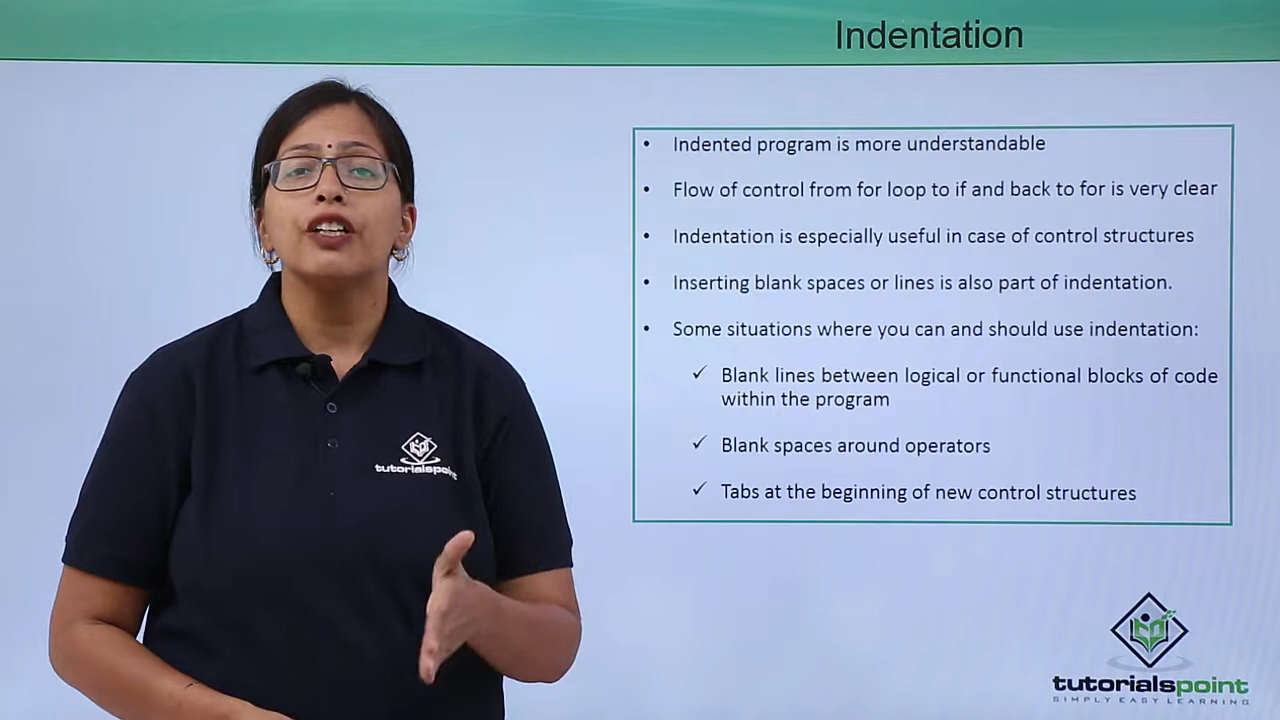 Indentation
• Indented program is more understandable
• Flow of control from for loop to if and back to for is very clear
• Indentation is especially useful in case of control structures
• Inserting blank spaces or lines is also part of indentation.
• Some situations where you can and should use indentation:
✓ Blank lines between logical or functional blocks of code
within the program
✓ Blank spaces around operators
✓ Tabs at the beginning of new control structures
tutorialspoint
tutorialspoint
SIMPLY EASY LEARNING